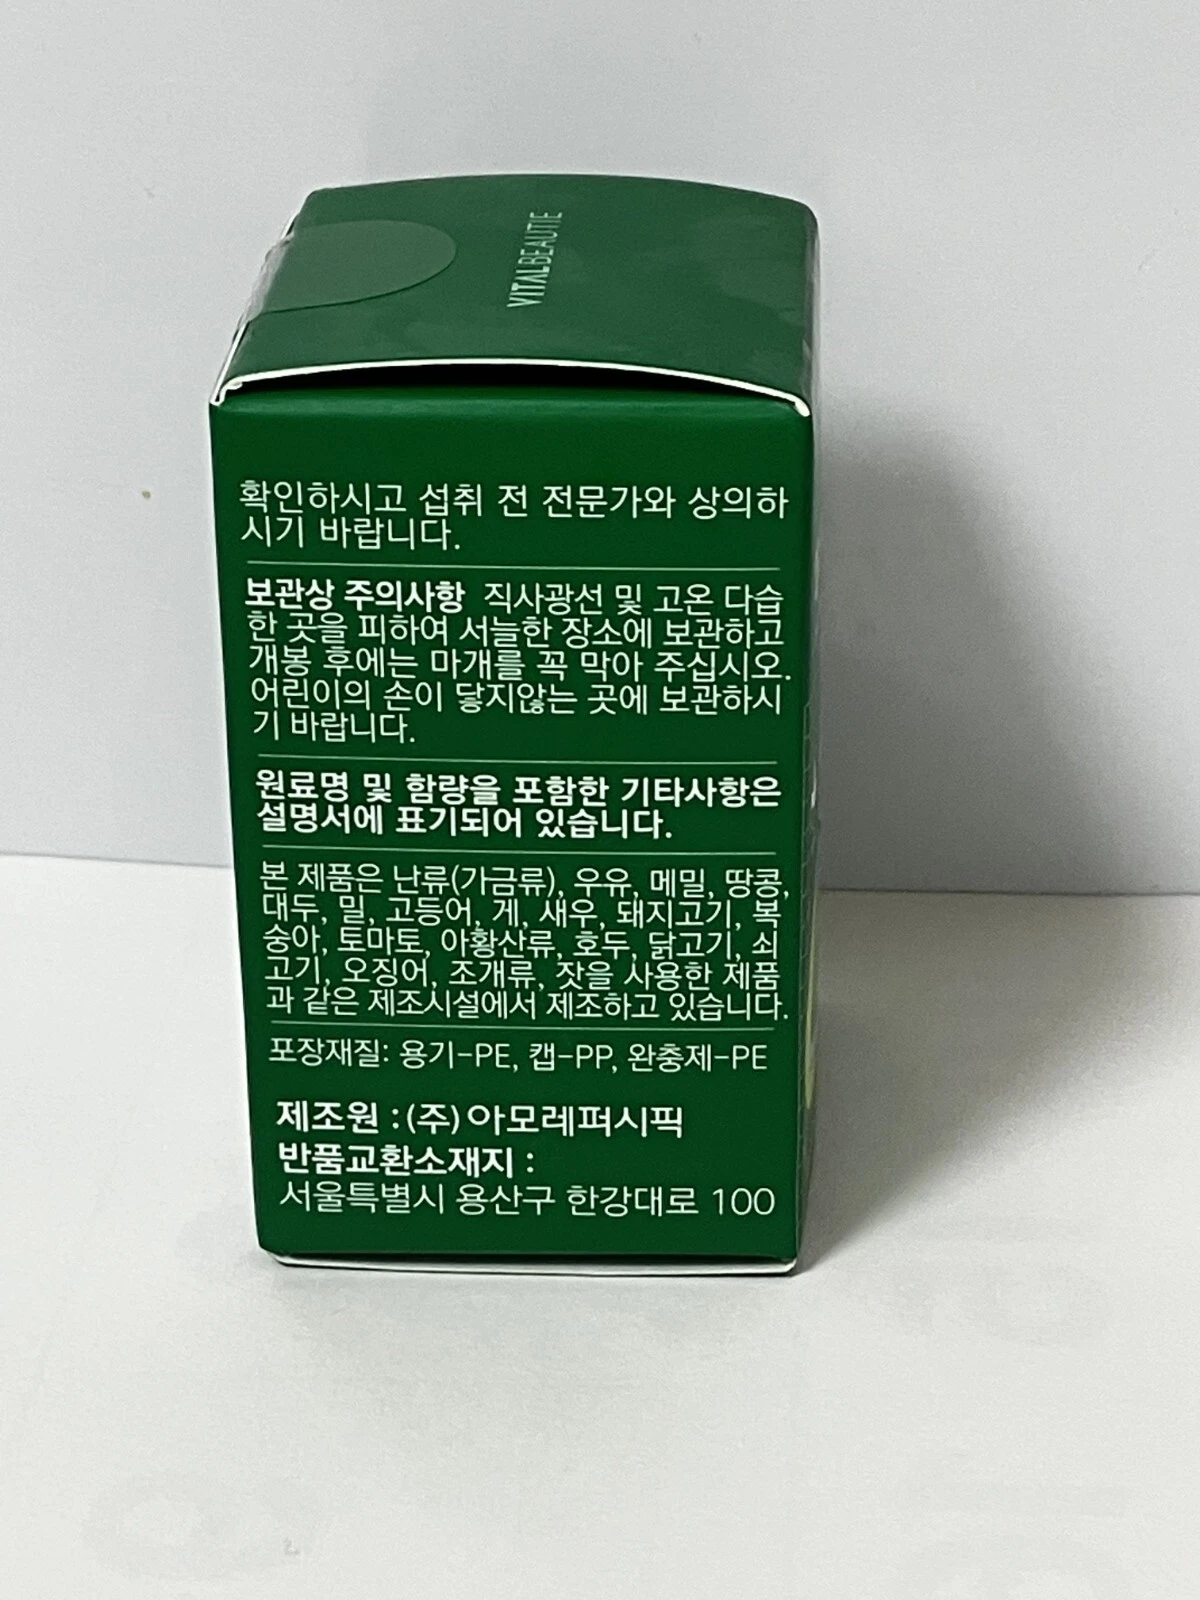 VITALBEAUTIE
확인하시고 섭취 전 전문가와 상의하
시기 바랍니다.
보관상 주의사항 직사광선 및 고온 다습
한 곳을 피하여 서늘한 장소에 보관하고
개봉 후에는 마개를 꼭 막아 주십시오.
어린이의 손이 닿지않는 곳에 보관하시
기 바랍니다.
원료명 및 함량을 포함한 기타사항은
설명서에 표기되어 있습니다.
본 제품은 난류(가금류), 우유, 메밀, 땅콩,
대두, 밀, 고등어, 게, 새우, 돼지고기, 복
숭아, 토마토, 아황산류, 호두, 닭고기, 쇠
고기, 오징어, 조개류, 잣을 사용한 제품
과 같은 제조시설에서 제조하고 있습니다.
포장재질: 용기-PE, 캡-PP, 완충제-PE
제조원 : (주)아모레퍼시픽
반품교환소재지 :
서울특별시 용산구 한강대로 100